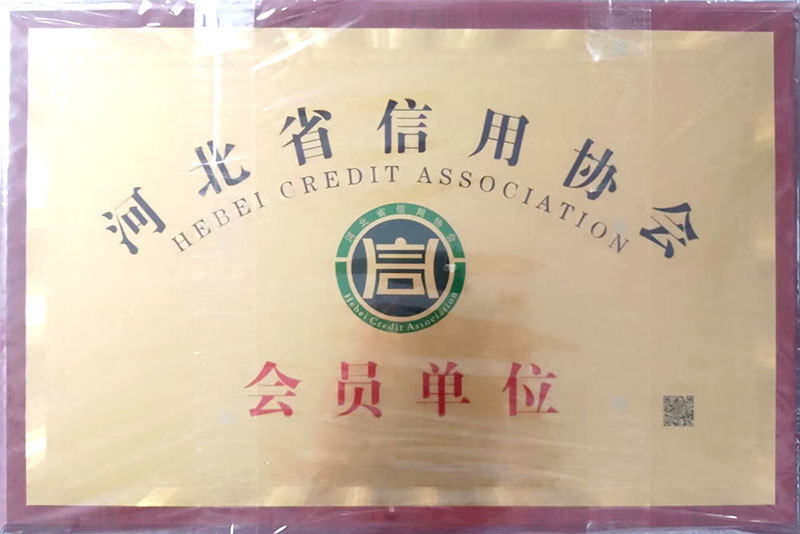 河北省信用协会
HEBEI CREDIT ASSOCIATION
河北省信用协会
信
Hebei Credit Association
会员单位